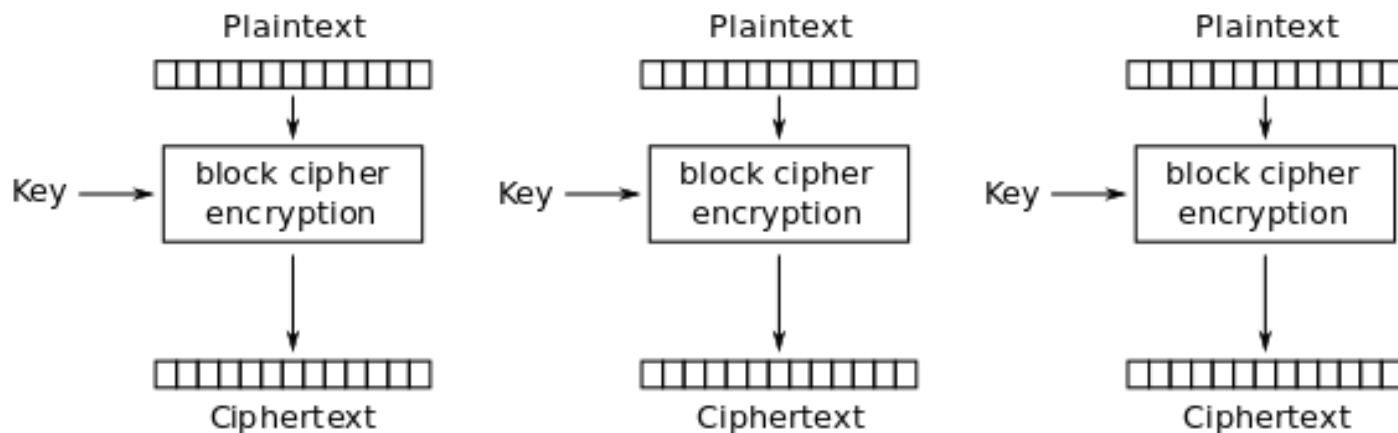 Plaintext
Plaintext
Plaintext
Key
block cipher
encryption
Key
block cipher
encryption
Key
block cipher
encryption
Ciphertext
Ciphertext
Ciphertext